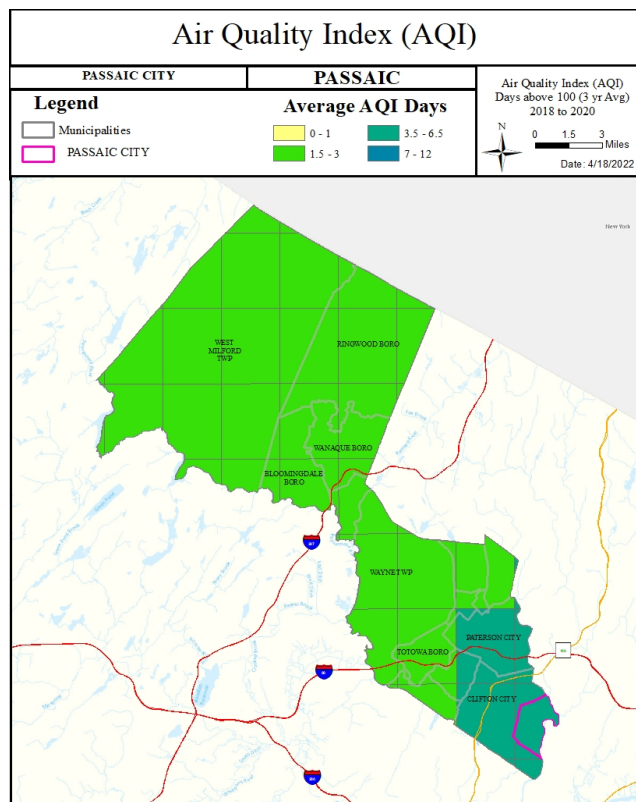 Air Quality Index (AQI)
PASSAIC CITY
PASSAIC
Legend
Municipalities
PASSAIC CITY
Average AQI Days
0 - 1
1.5 - 3
3.5 - 6.5
7 - 12
Air Quality Index (AQI)
Days above 100 (3 yr Avg)
2018 to 2020
N
0 1.5 3
Miles
Date: 4/18/2022
New York
WEST
MILFORD
TWP
RINGWOOD BORO
WANAQUE BORO
BLOOMINGDALE
BORO
WAYNE TWP
PATERSON CITY
TOTOWA BORO
CLIFTON CITY